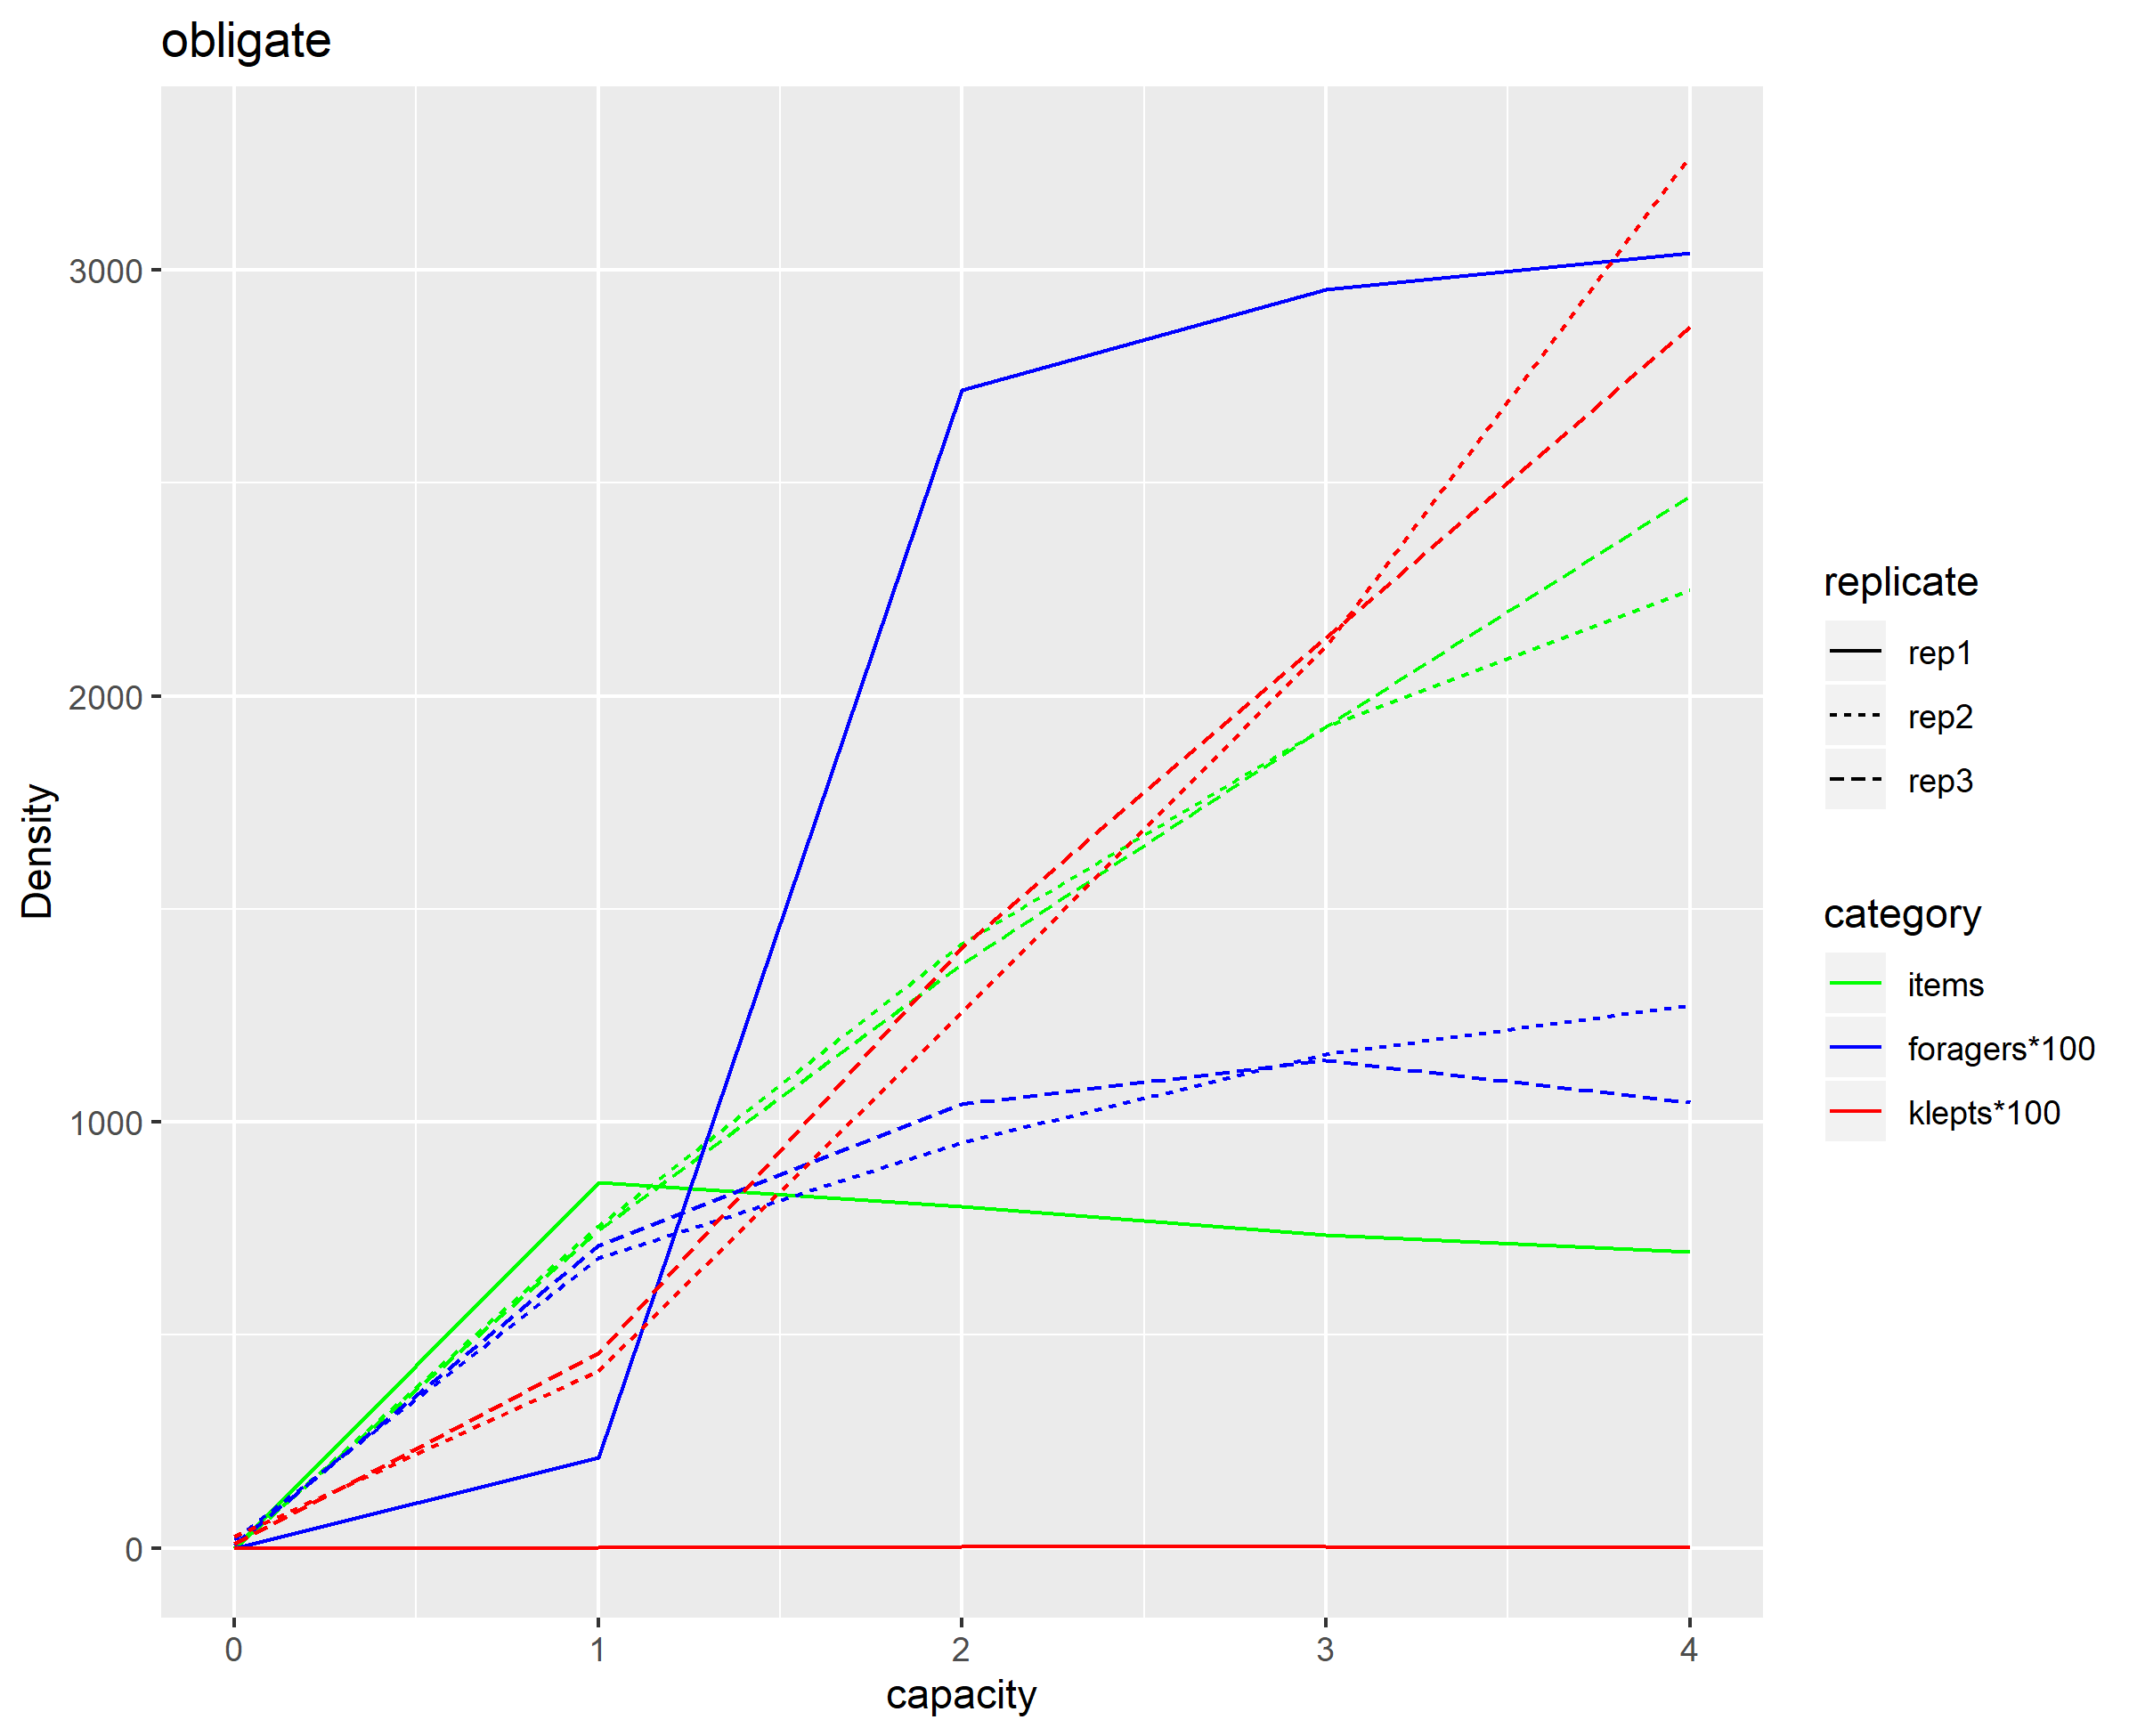 obligate
3000
2000
1000
0
Density
0 1 2 3 4
capacity
replicate
rep1
rep2
rep3
category
items
foragers*100
klepts*100